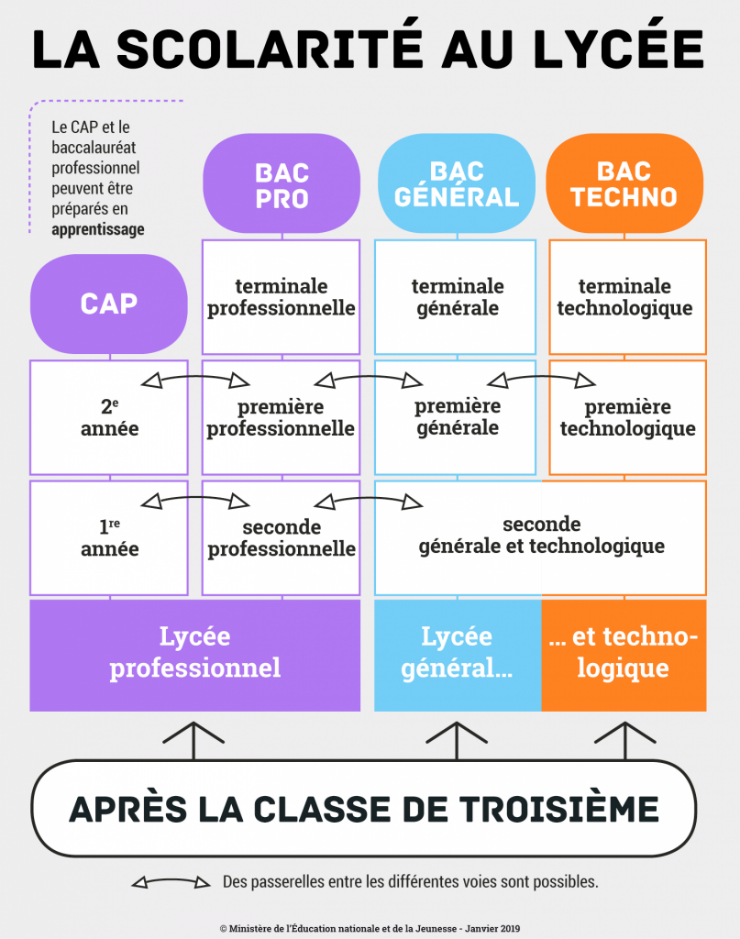 LA SCOLARITÉ AU LYCÉE
Le CAP et le
baccalauréat
professionnel
peuvent être
préparés en
apprentissage
BAC
PRO
BAC
GÉNÉRAL
BAC
TECHNO
CAP
terminale
professionnelle
terminale
générale
terminale
technologique
2e
année
première
professionnelle
première
générale
première
technologique
1re
année
seconde
professionnelle
seconde
générale et technologique
Lycée
professionnel
Lycée
général...
... et techno-
logique
APRÈS LA CLASSE DE TROISIÈME
Des passerelles entre les différentes voies sont possibles.
© Ministère de l'Éducation nationale et de la Jeunesse - Janvier 2019